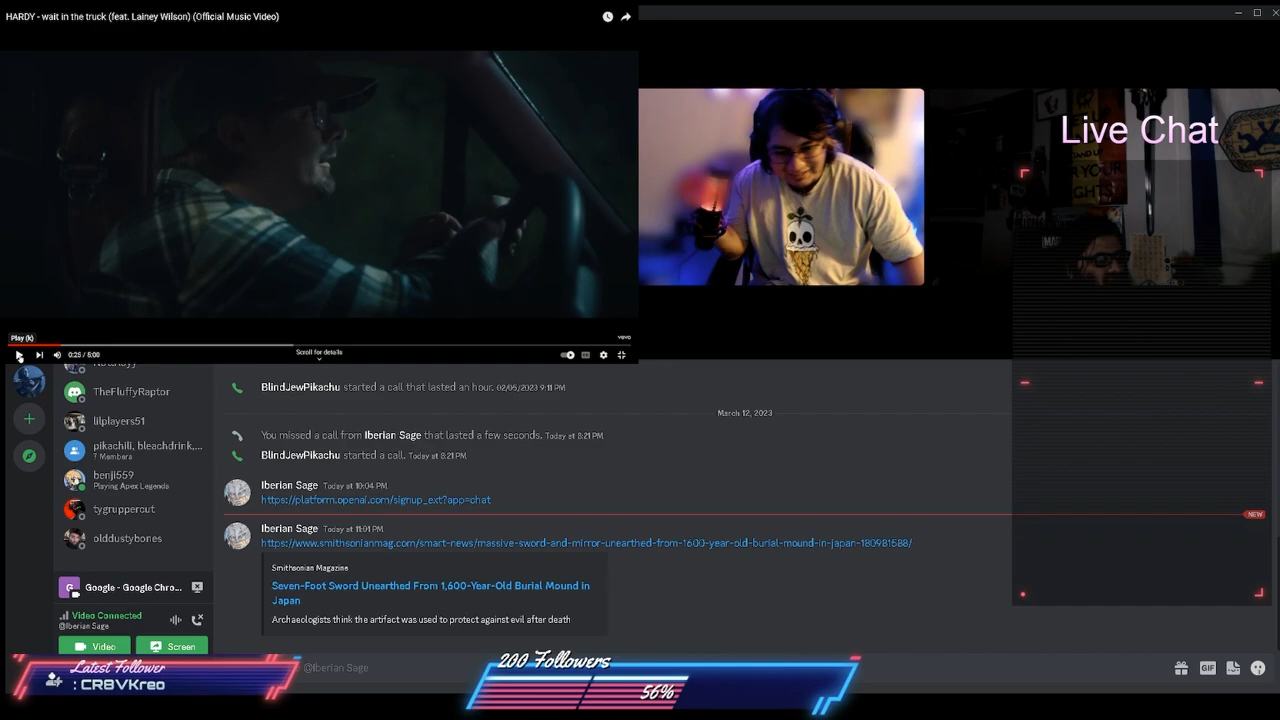 HARDY - wait in the truck (feat. Lainey Wilson) (Official Music Video)
Live Chat
AND UP
YOUR
Play (k)
vevo
0:25 / 5:00
Scroll for details
TheFluffyRaptor
lilplayers51
pikachili, bleachdrink,...
7 Members
benji559
Playing Apex Legends
tygruppercut
olddustybones
Google - Google Chro...
Video Connected
@Iberian Sage
Video
Screen
BlindJewPikachu started a call that lasted an hour. 02/05/2023 9:11 PM
March 12, 2023
You missed a call from Iberian Sage that lasted a few seconds. Today at 8:21 PM
BlindJewPikachu started a call. Today at 8:21 PM
Iberian Sage Today at 10:04 PM
https://platform.openai.com/signup_ext?app=chat
NEW
Iberian Sage Today at 11:01 PM
https://www.smithsonianmag.com/smart-news/massive-sword-and-mirror-unearthed-from-1600-year-old-burial-mound-in-japan-180981588/
Smithsonian Magazine
Seven-Foot Sword Unearthed From 1,600-Year-Old Burial Mound in
Japan
Archaeologists think the artifact was used to protect against evil after death
@Iberian Sage
GIF
Latest Follower
: CR8VKreo
200 Followers
56%